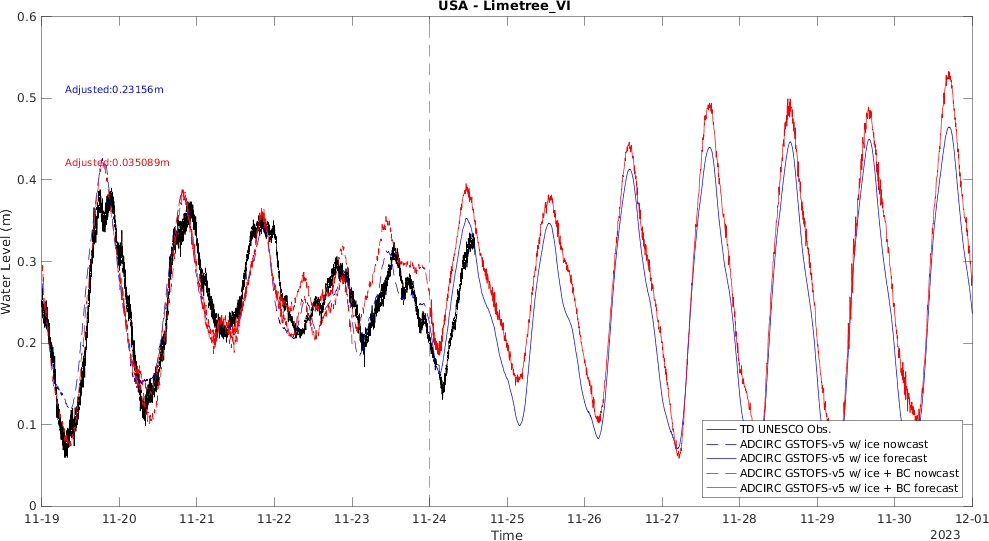 USA - Limetree_VI
0.6
0.5
0.4
0.3
0.2
0.1
0
Water Level (m)
Adjusted:0.23156m
Adjusted:0.035089m
TD UNESCO Obs.
ADCIRC GSTOFS-v5 w/ ice nowcast
ADCIRC GSTOFS-v5 w/ ice forecast
ADCIRC GSTOFS-v5 w/ ice + BC nowcast
ADCIRC GSTOFS-v5 w/ ice + BC forecast
11-19 11-20 11-21 11-22 11-23 11-24 11-25 11-26 11-27 11-28 11-29 11-30 12-01
Time
2023